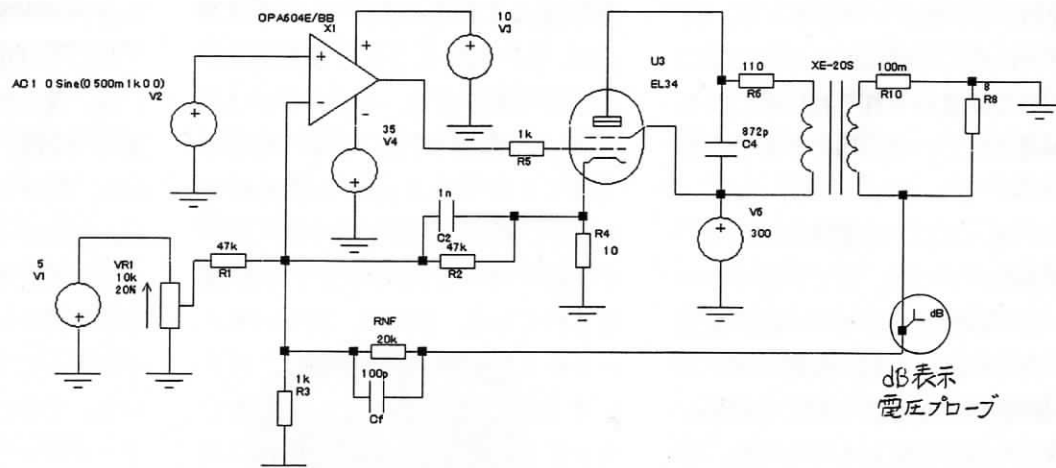 OPA604E/BB
X1
10
V3
AC 1 0 Sine(0 500m 1k 0 0)
V2
+
-
+
-
35
V4
1k
R5
U3
EL34
110
R6
XE-20S
100m
R10
8
R8
872p
C4
V5
300
1n
C2
47k
R2
R4
10
5
V1
VR1
10k
20%
47k
R1
RNF
20k
100p
Cf
1k
R3
dB
dB表示
電圧プローブ